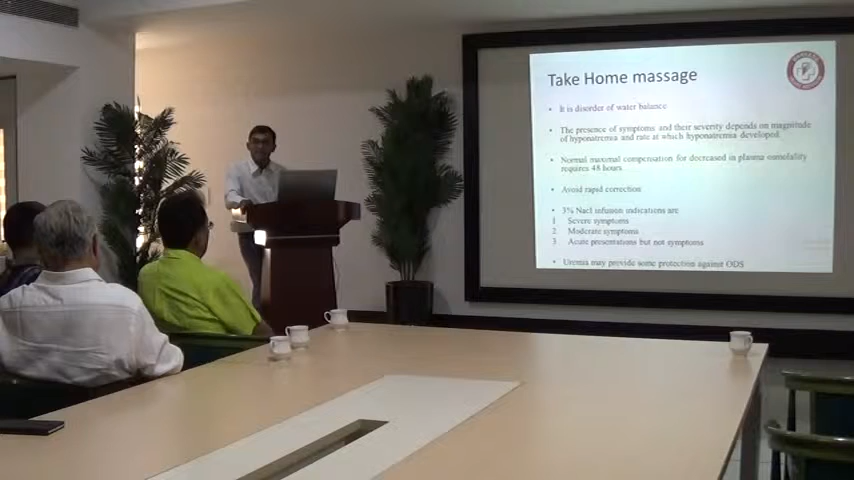 Take Home massage
• It is disorder of water balance
• The presence of symptoms and their severity depends on magnitude
of hyponatremia and rate at which hyponatremia developed
• Normal maximal compensation for decreased in plasma osmolality
requires 48 hours
• Avoid rapid correction
• 3% Nacl infusion indications are
1 Severe symptoms
2 Moderate symptoms
3 Acute presentations but not symptoms
• Uremia may provide some protection against ODS